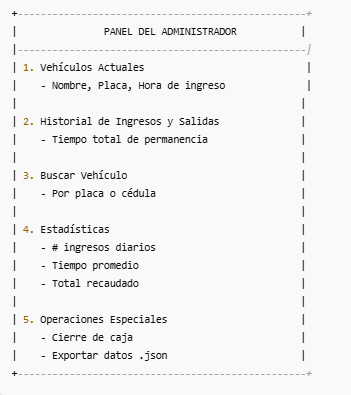 +-----------------------------------------------+
| PANEL DEL ADMINISTRADOR |
|-----------------------------------------------|
| 1. Vehículos Actuales |
| - Nombre, Placa, Hora de ingreso |
| |
| 2. Historial de Ingresos y Salidas |
| - Tiempo total de permanencia |
| |
| 3. Buscar Vehículo |
| - Por placa o cédula |
| |
| 4. Estadísticas |
| - # ingresos diarios |
| - Tiempo promedio |
| - Total recaudado |
| |
| 5. Operaciones Especiales |
| - Cierre de caja |
| - Exportar datos .json |
+-----------------------------------------------+